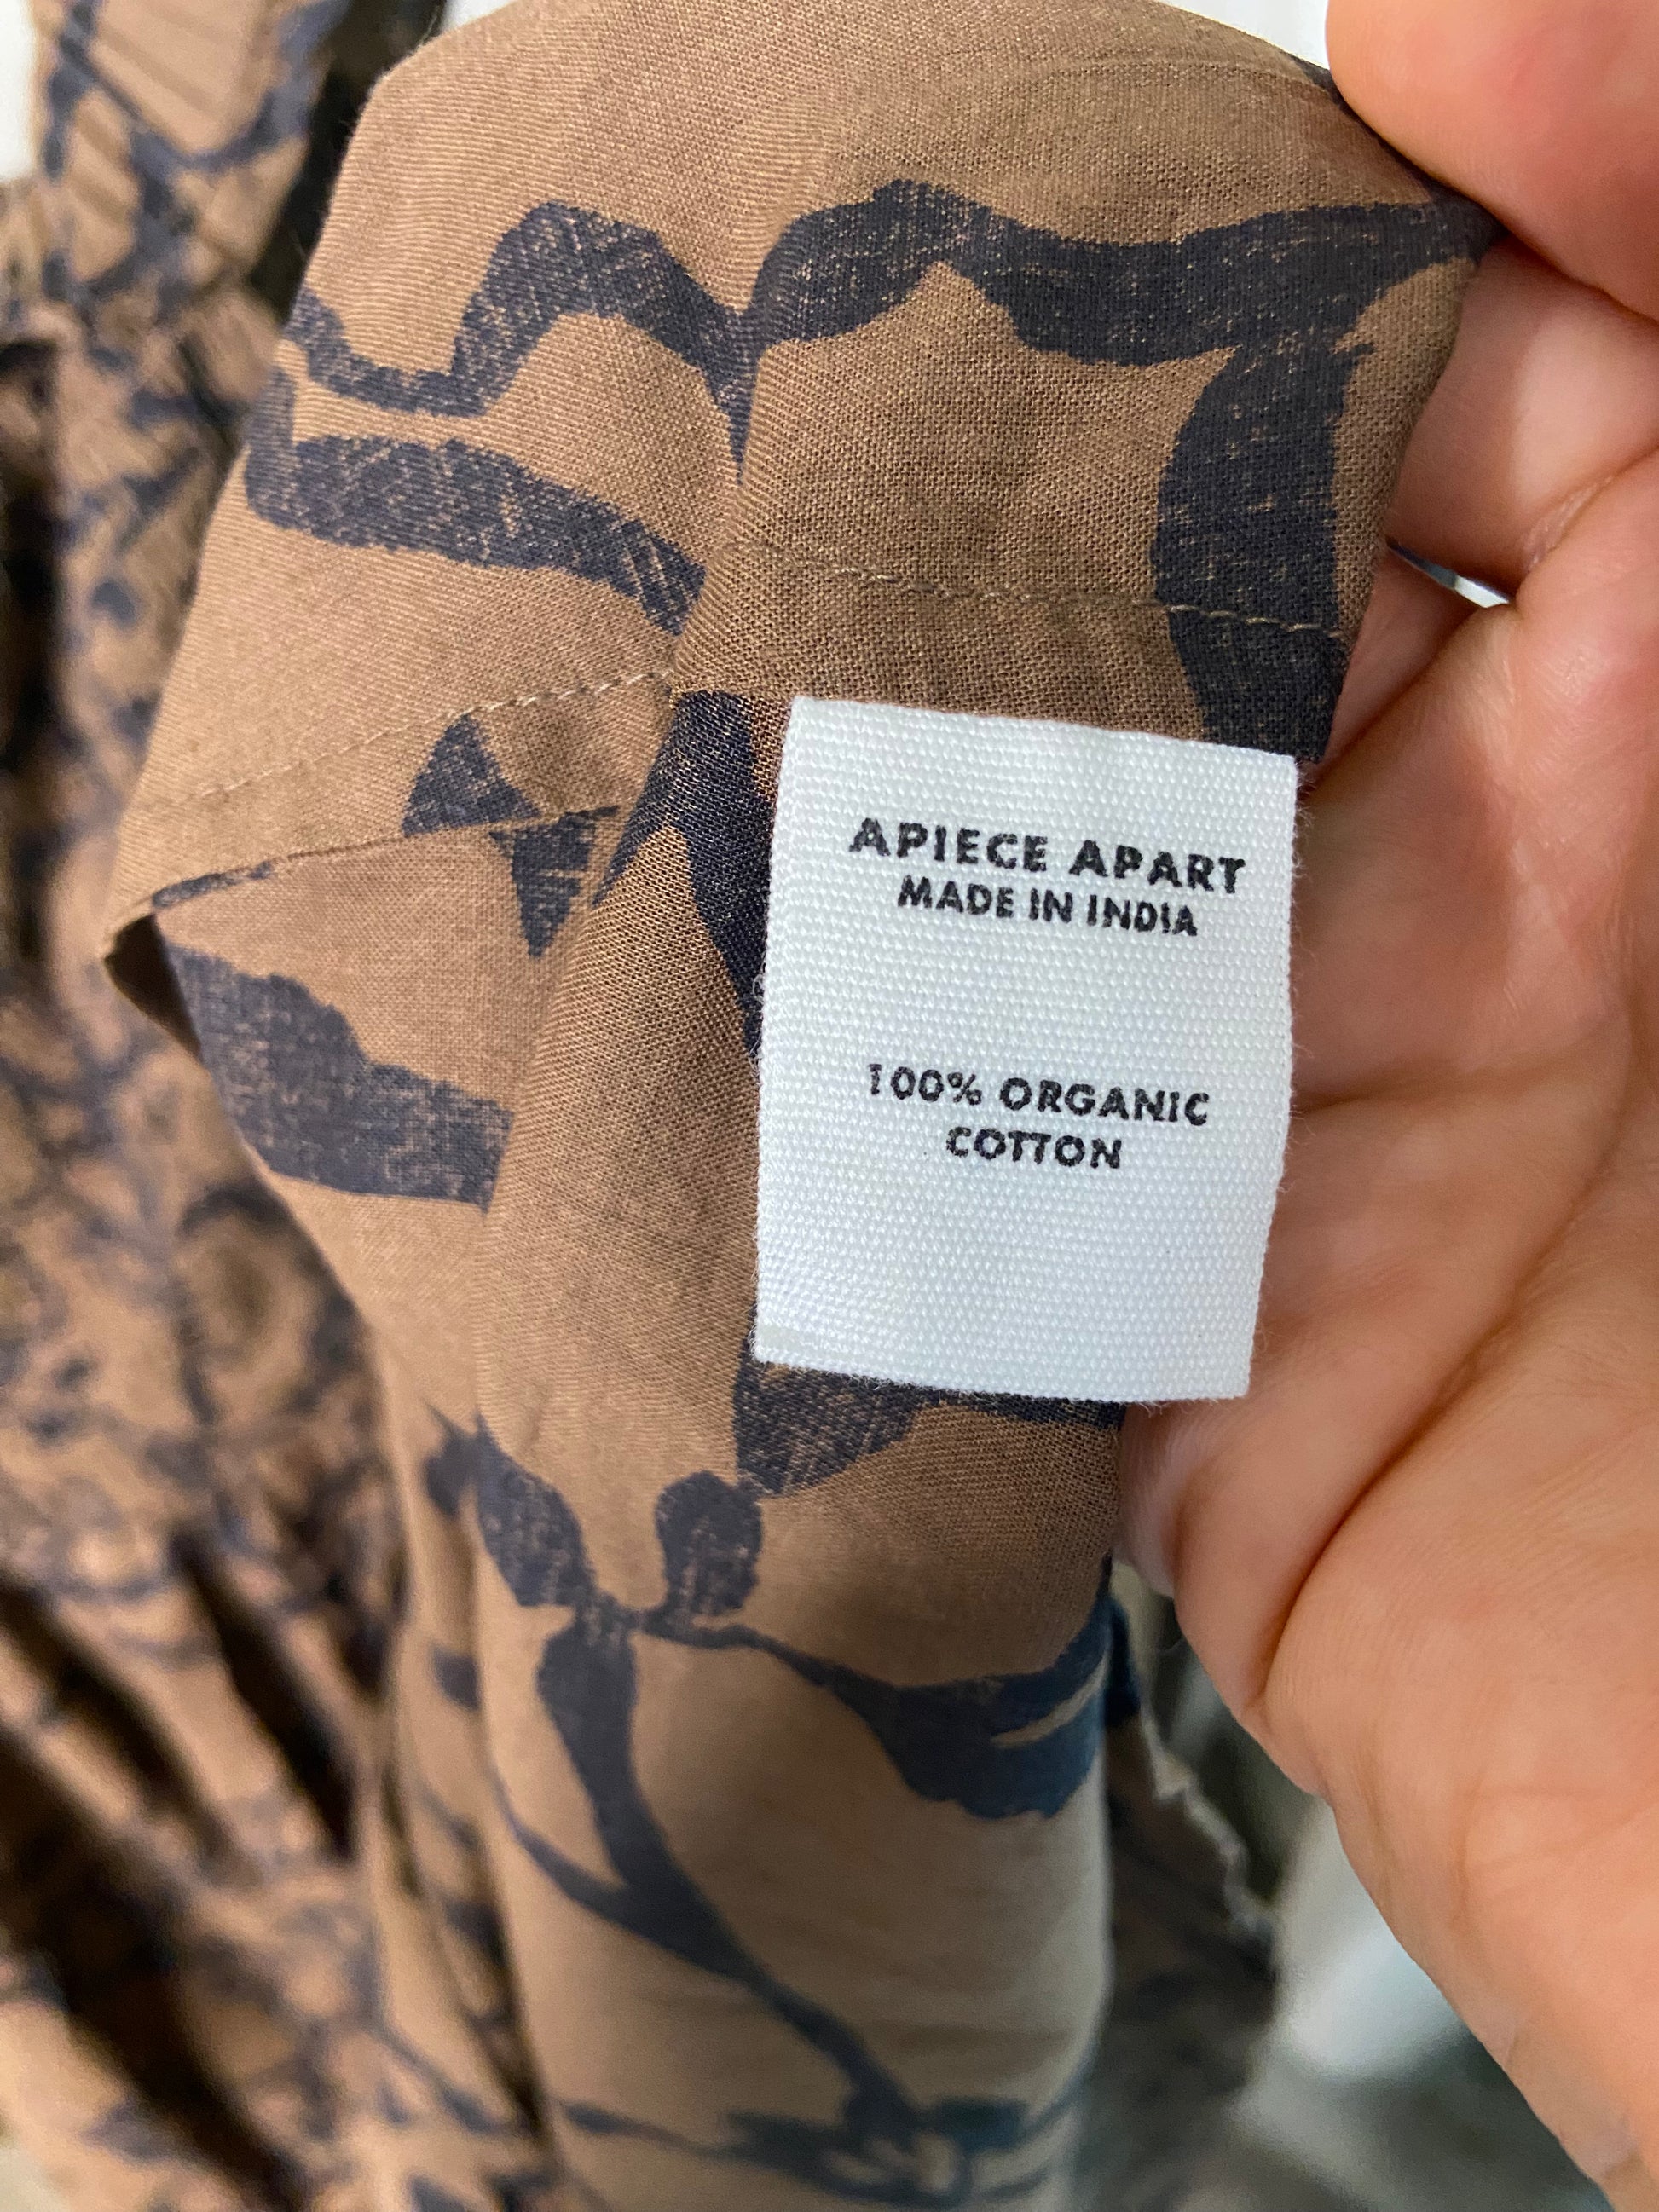 APIECE APART
MADE IN INDIA
100% ORGANIC
COTTON